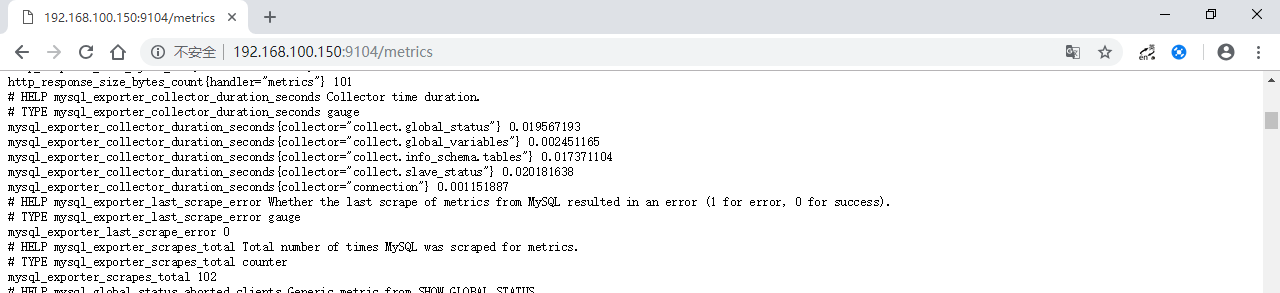 192.168.100.150:9104/metrics
不安全 192.168.100.150:9104/metrics
en
http_response_size_bytes_count{handler="metrics"} 101
# HELP mysql_exporter_collector_duration_seconds Collector time duration.
# TYPE mysql_exporter_collector_duration_seconds gauge
mysql_exporter_collector_duration_seconds{collector="collect.global_status"} 0.019567193
mysql_exporter_collector_duration_seconds{collector="collect.global_variables"} 0.002451165
mysql_exporter_collector_duration_seconds{collector="collect.info_schema.tables"} 0.017371104
mysql_exporter_collector_duration_seconds{collector="collect.slave_status"} 0.020181638
mysql_exporter_collector_duration_seconds{collector="connection"} 0.001151887
# HELP mysql_exporter_last_scrape_error Whether the last scrape of metrics from MySQL resulted in an error (1 for error, 0 for success).
# TYPE mysql_exporter_last_scrape_error gauge
mysql_exporter_last_scrape_error 0
# HELP mysql_exporter_scrapes_total Total number of times MySQL was scraped for metrics.
# TYPE mysql_exporter_scrapes_total counter
mysql_exporter_scrapes_total 102
# HELP mysql_global_status_aborted_clients Generic metric from SHOW GLOBAL STATUS.